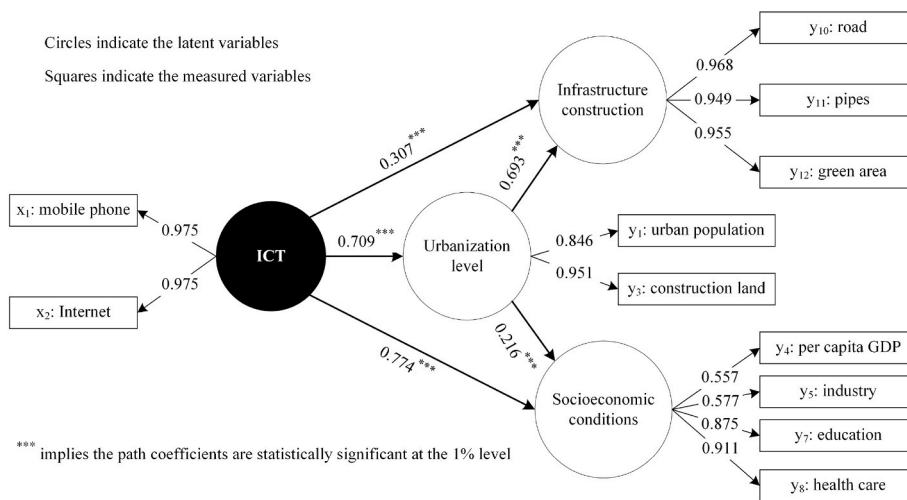 Circles indicate the latent variables
Squares indicate the measured variables
y₁₀: road
0.968
Infrastructure
construction
0.949
y₁₁: pipes
0.955
y₁₂: green area
0.307***
0.693***
x₁: mobile phone
0.975
ICT
0.709***
Urbanization
level
0.846
y₁: urban population
0.951
y₃: construction land
0.975
x₂: Internet
0.774***
0.216***
Socioeconomic
conditions
y₄: per capita GDP
0.557
0.577
y₅: industry
0.875
y₇: education
0.911
y₈: health care
*** implies the path coefficients are statistically significant at the 1% level